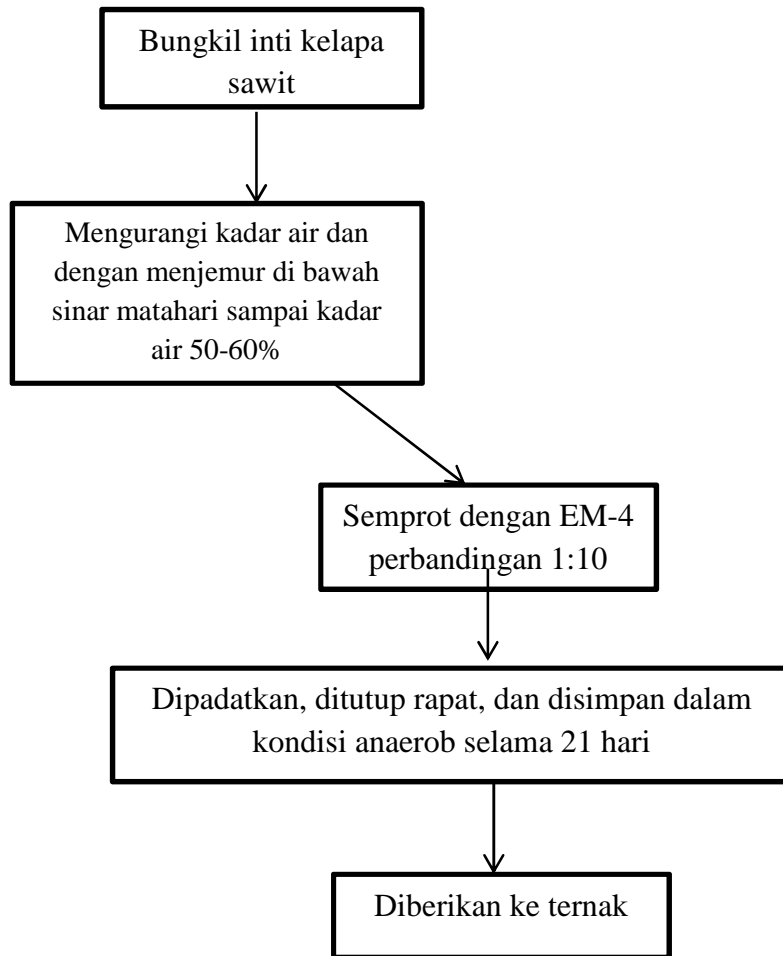 Bungkil inti kelapa
sawit
Mengurangi kadar air dan
dengan menjemur di bawah
sinar matahari sampai kadar
air 50-60%
Semprot dengan EM-4
perbandingan 1:10
Dipadatkan, ditutup rapat, dan disimpan dalam
kondisi anaerob selama 21 hari
Diberikan ke ternak